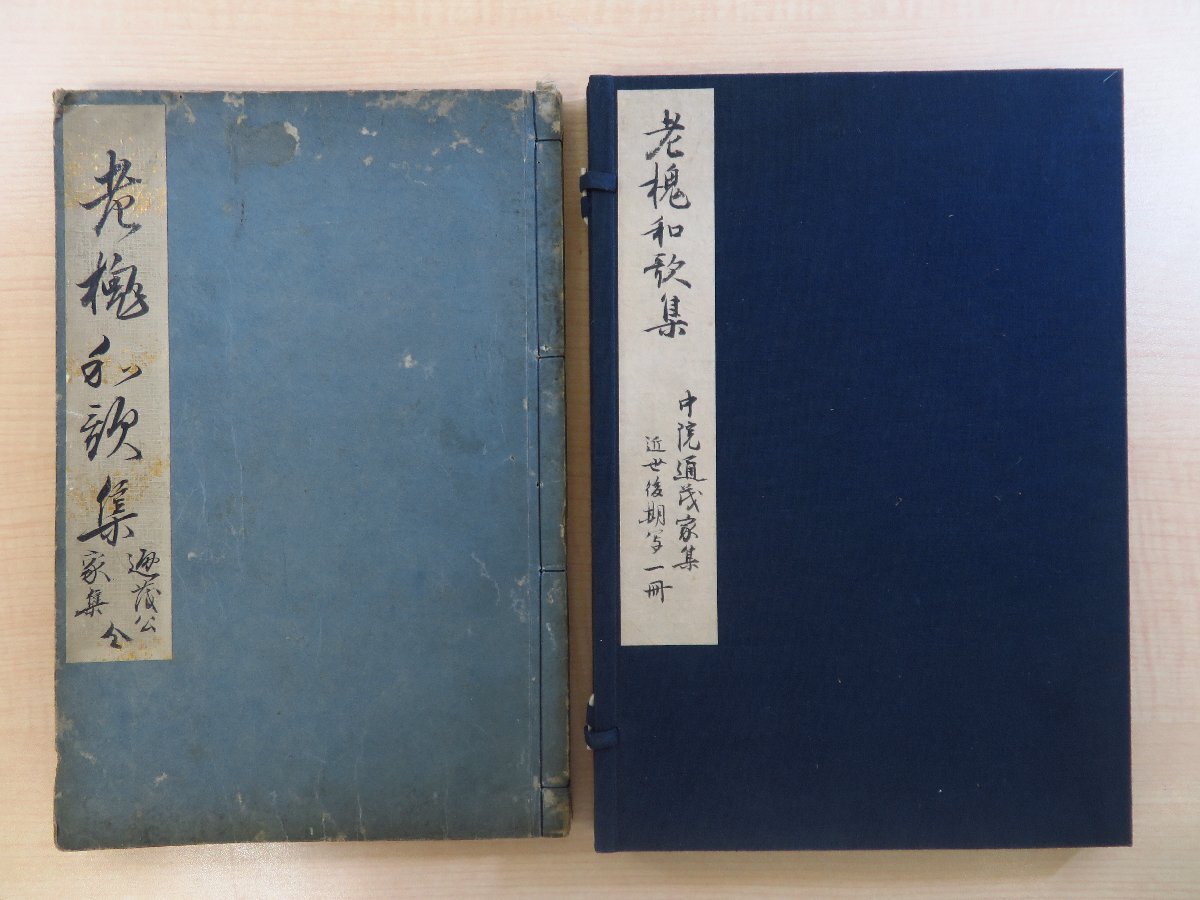 老槐和歌集
通茂公
家集 全
老槐和歌集
中院通茂家集
近世後期写一冊